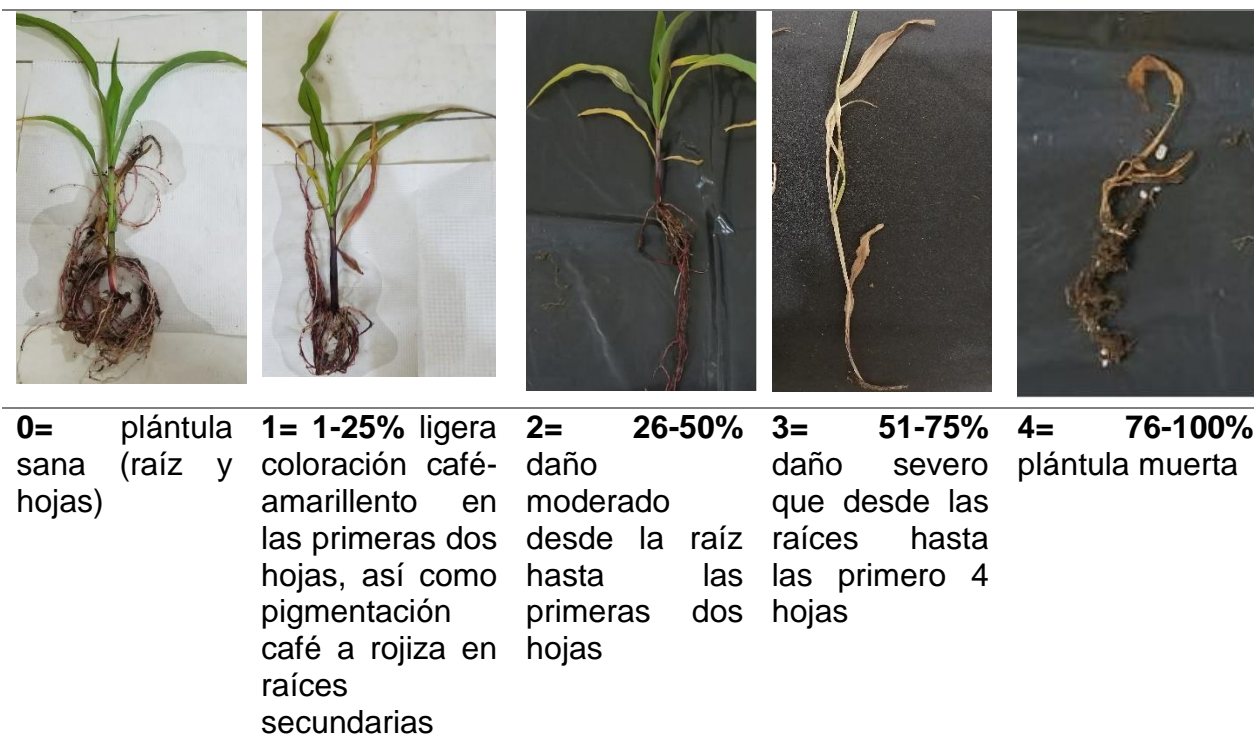 0= plántula
sana (raíz y
hojas)
1= 1-25% ligera
coloración café-
amarillento en
las primeras dos
hojas, así como
pigmentación
café a rojiza en
raíces
secundarias
2= 26-50%
daño
moderado
desde la raíz
hasta las
primeras dos
hojas
3= 51-75%
daño severo
que desde las
raíces hasta
las primero 4
hojas
4= 76-100%
plántula muerta